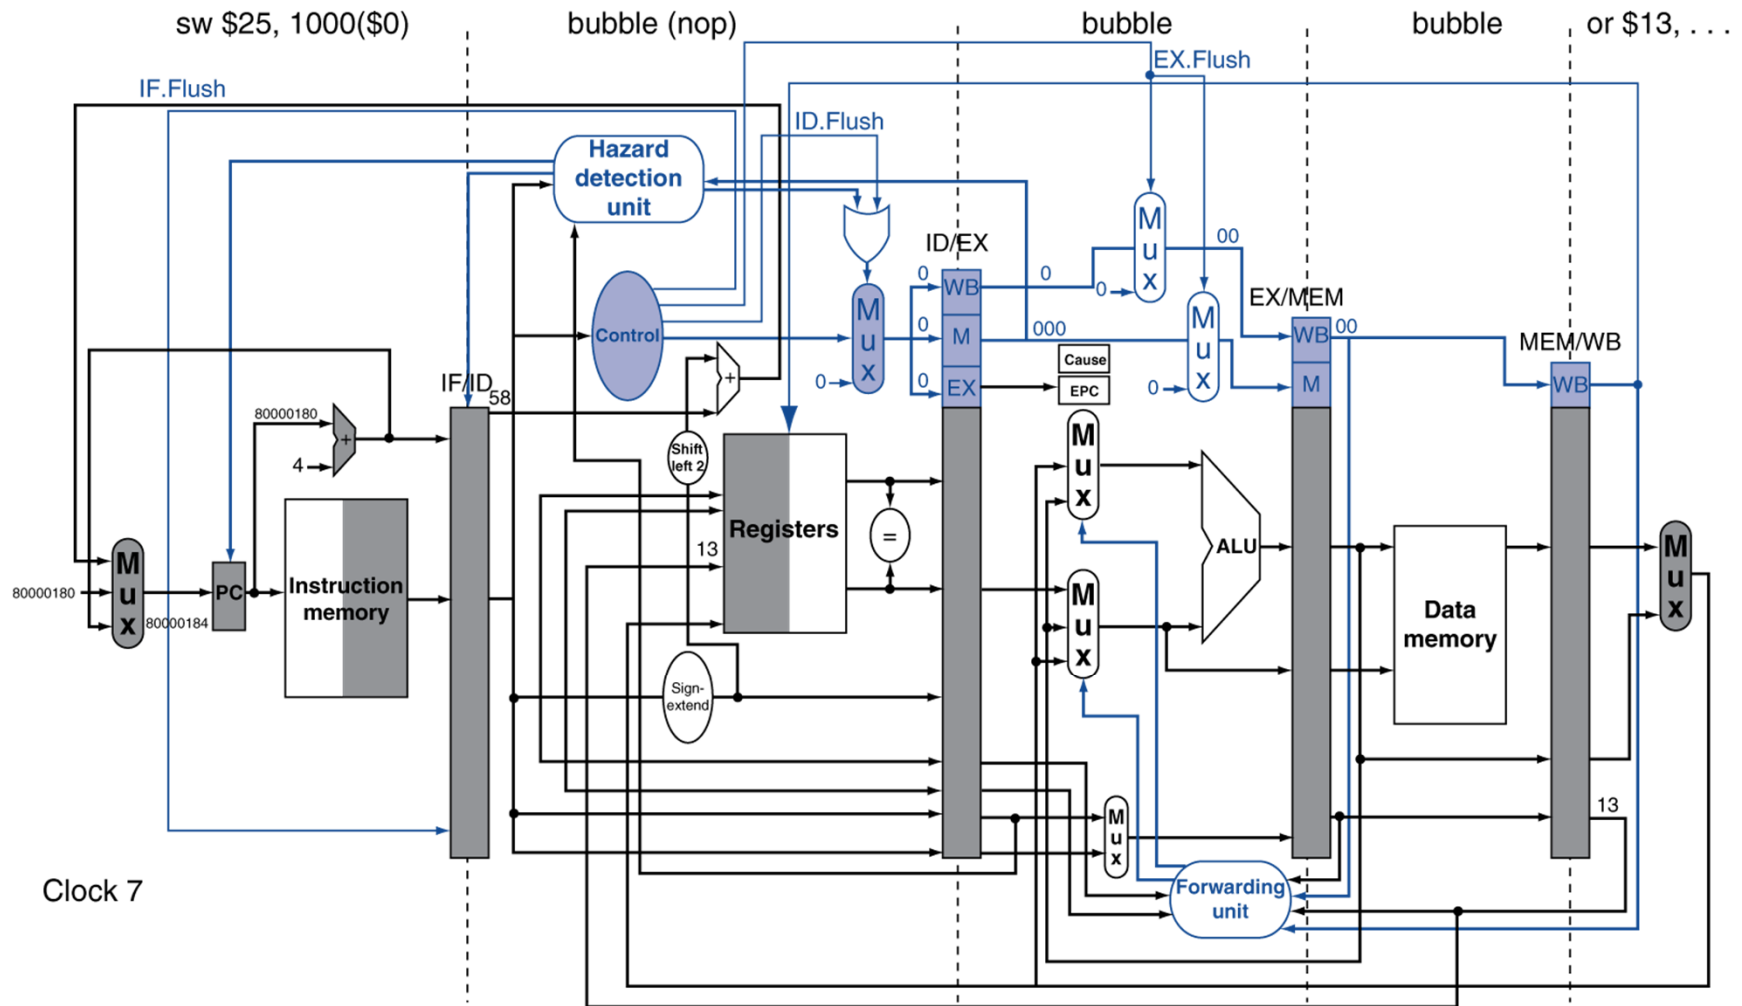 sw $25, 1000($0)
bubble (nop)
bubble
bubble
or $13, . . .
EX.Flush
IF.Flush
ID.Flush
Hazard
detection
unit
M
u
x
00
ID/EX
0
WB
0
0
Control
M
u
x
0
0
M
000
M
u
x
EX/MEM
WB
00
MEM/WB
Cause
0
EX
EPC
0
M
WB
IF/ID
58
+
80000180
+
4
Shift
left 2
M
u
x
Registers
=
13
ALU
Instruction
memory
PC
M
u
x
80000180
80000184
M
u
x
Data
memory
M
u
x
Sign-
extend
M
u
x
13
Forwarding
unit
Clock 7